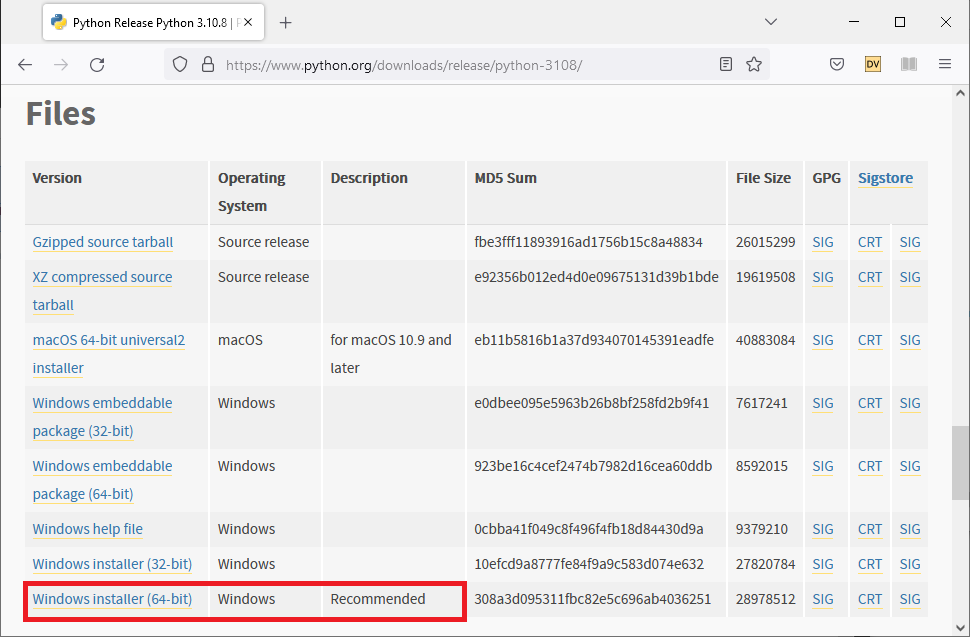 Python Release Python 3.10.8 |
https://www.python.org/downloads/release/python-3108/
DV
Files
Version Operating System Description MD5 Sum File Size GPG Sigstore
Gzipped source tarball Source release fbe3fff11893916ad1756b15c8a48834 26015299 SIG CRT SIG
XZ compressed source tarball Source release e92356b012ed4d0e09675131d39b1bde 19619508 SIG CRT SIG
macOS 64-bit universal2 installer macOS for macOS 10.9 and later eb11b5816b1a37d934070145391eadfe 40883084 SIG CRT SIG
Windows embeddable package (32-bit) Windows e0dbee095e5963b26b8bf258fd2b9f41 7617241 SIG CRT SIG
Windows embeddable package (64-bit) Windows 923be16c4cef2474b7982d16cea60ddb 8592015 SIG CRT SIG
Windows help file Windows 0cbba41f049c8f496f4fb18d84430d9a 9379210 SIG CRT SIG
Windows installer (32-bit) Windows 10efcd9a8777fe84f9a9c583d074e632 27820784 SIG CRT SIG
Windows installer (64-bit) Windows Recommended 308a3d095311fbc82e5c696ab4036251 28978512 SIG CRT SIG